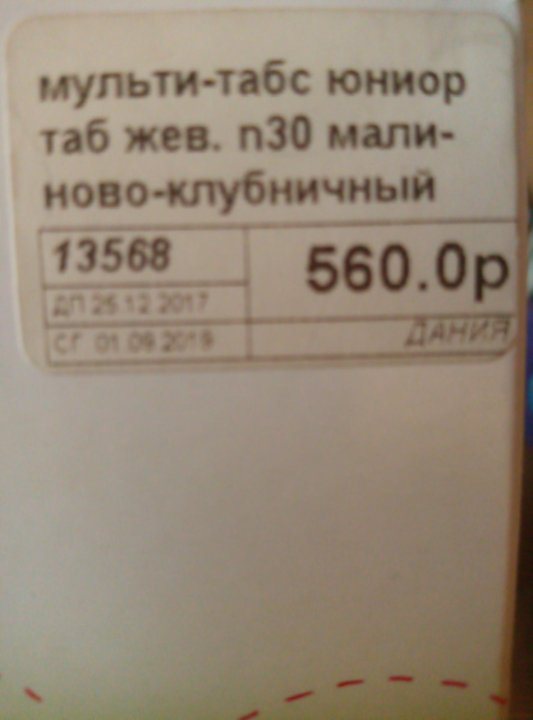 мульти-табс юниор
таб жев. n30 мали-
ново-клубничный
13568
560.0р
ДП 26.12.2017
СГ 01.09.2019
ДАНИЯ